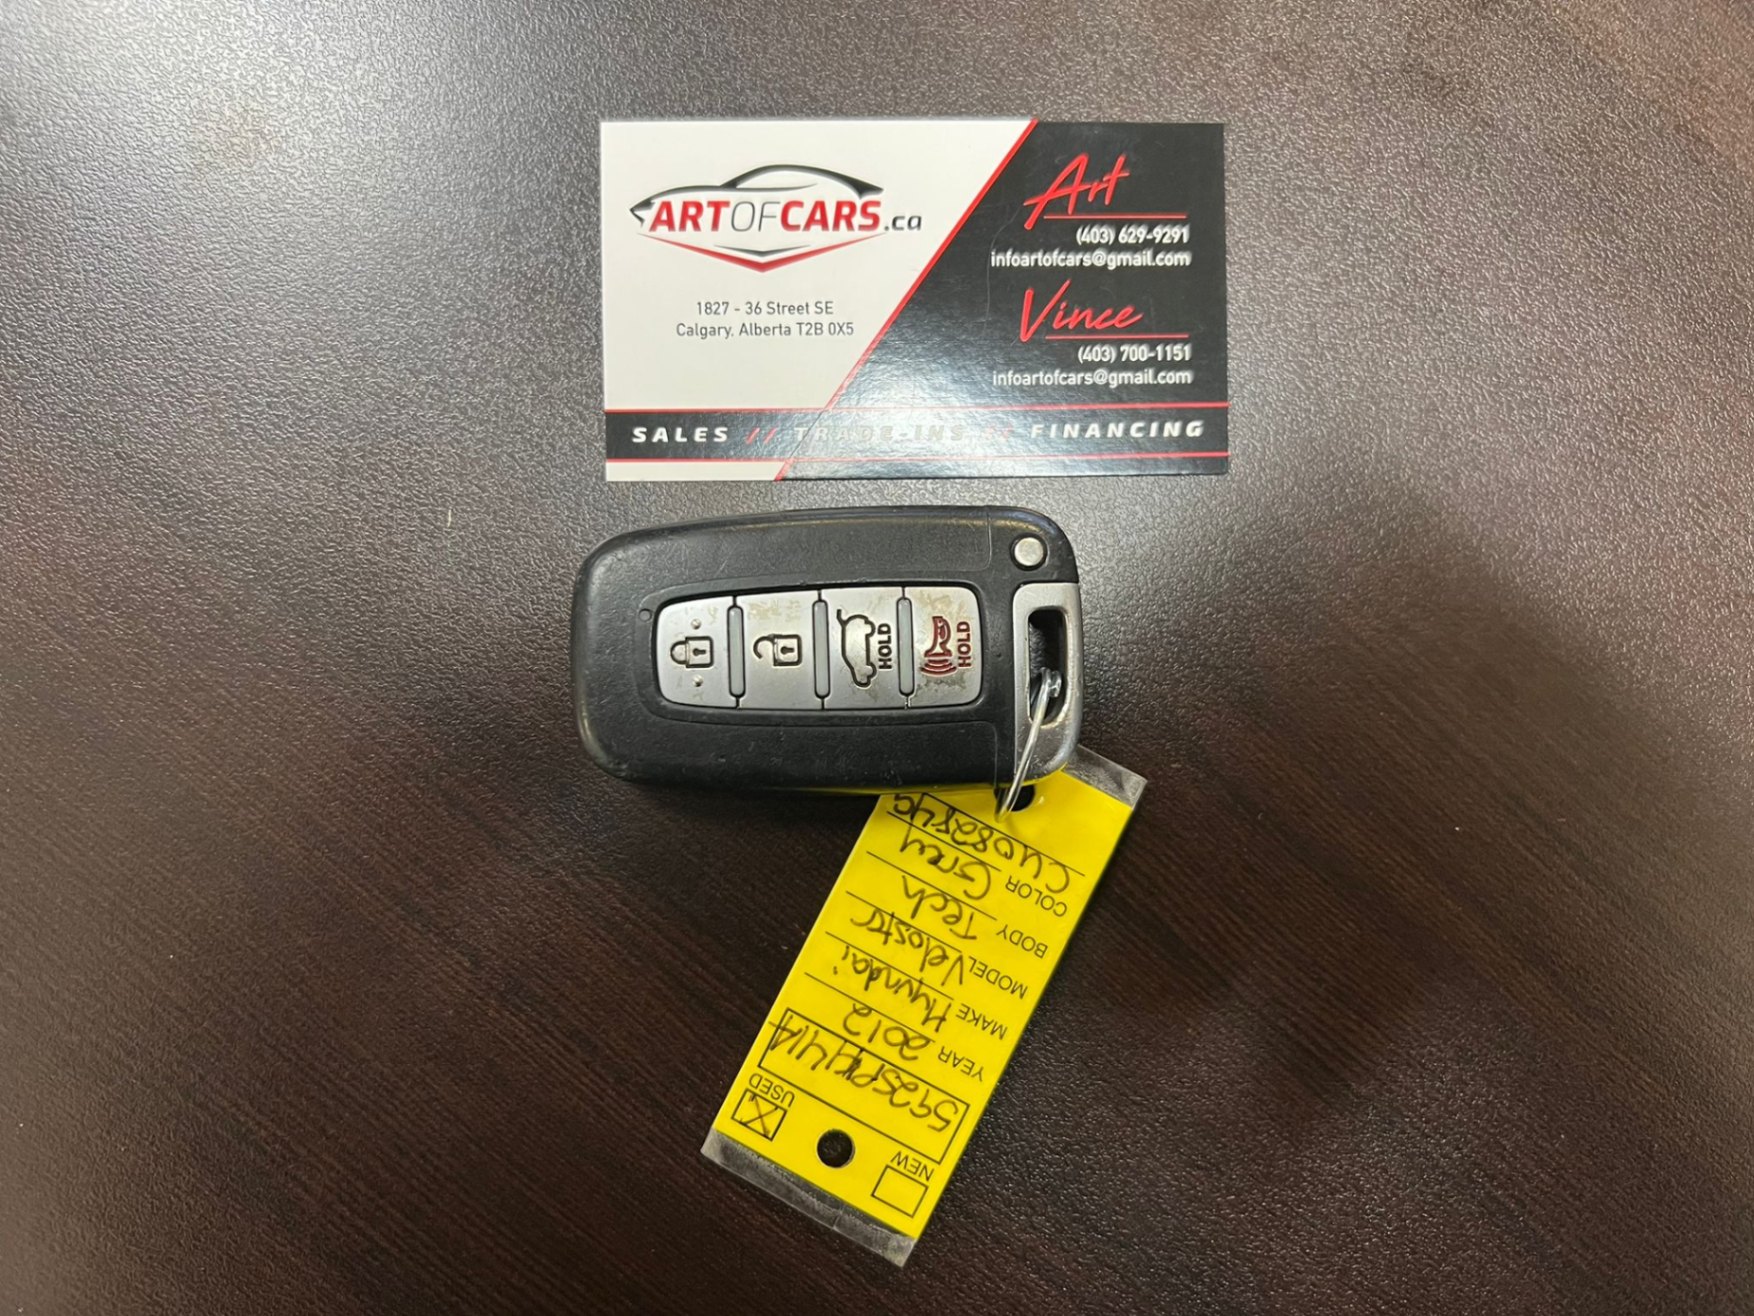 ARTOFCARS.ca
1827 - 36 Street SE
Calgary, Alberta T2B 0X5
Art
(403) 629-9291
infoartofcars@gmail.com
Vince
(403) 700-1151
infoartofcars@gmail.com
SALES // TRADE-INS // FINANCING
HOLD
HOLD
NEW
USED
YEAR 2012
MAKE Hyundai
MODEL Veloster
BODY Tech
COLOR Grey